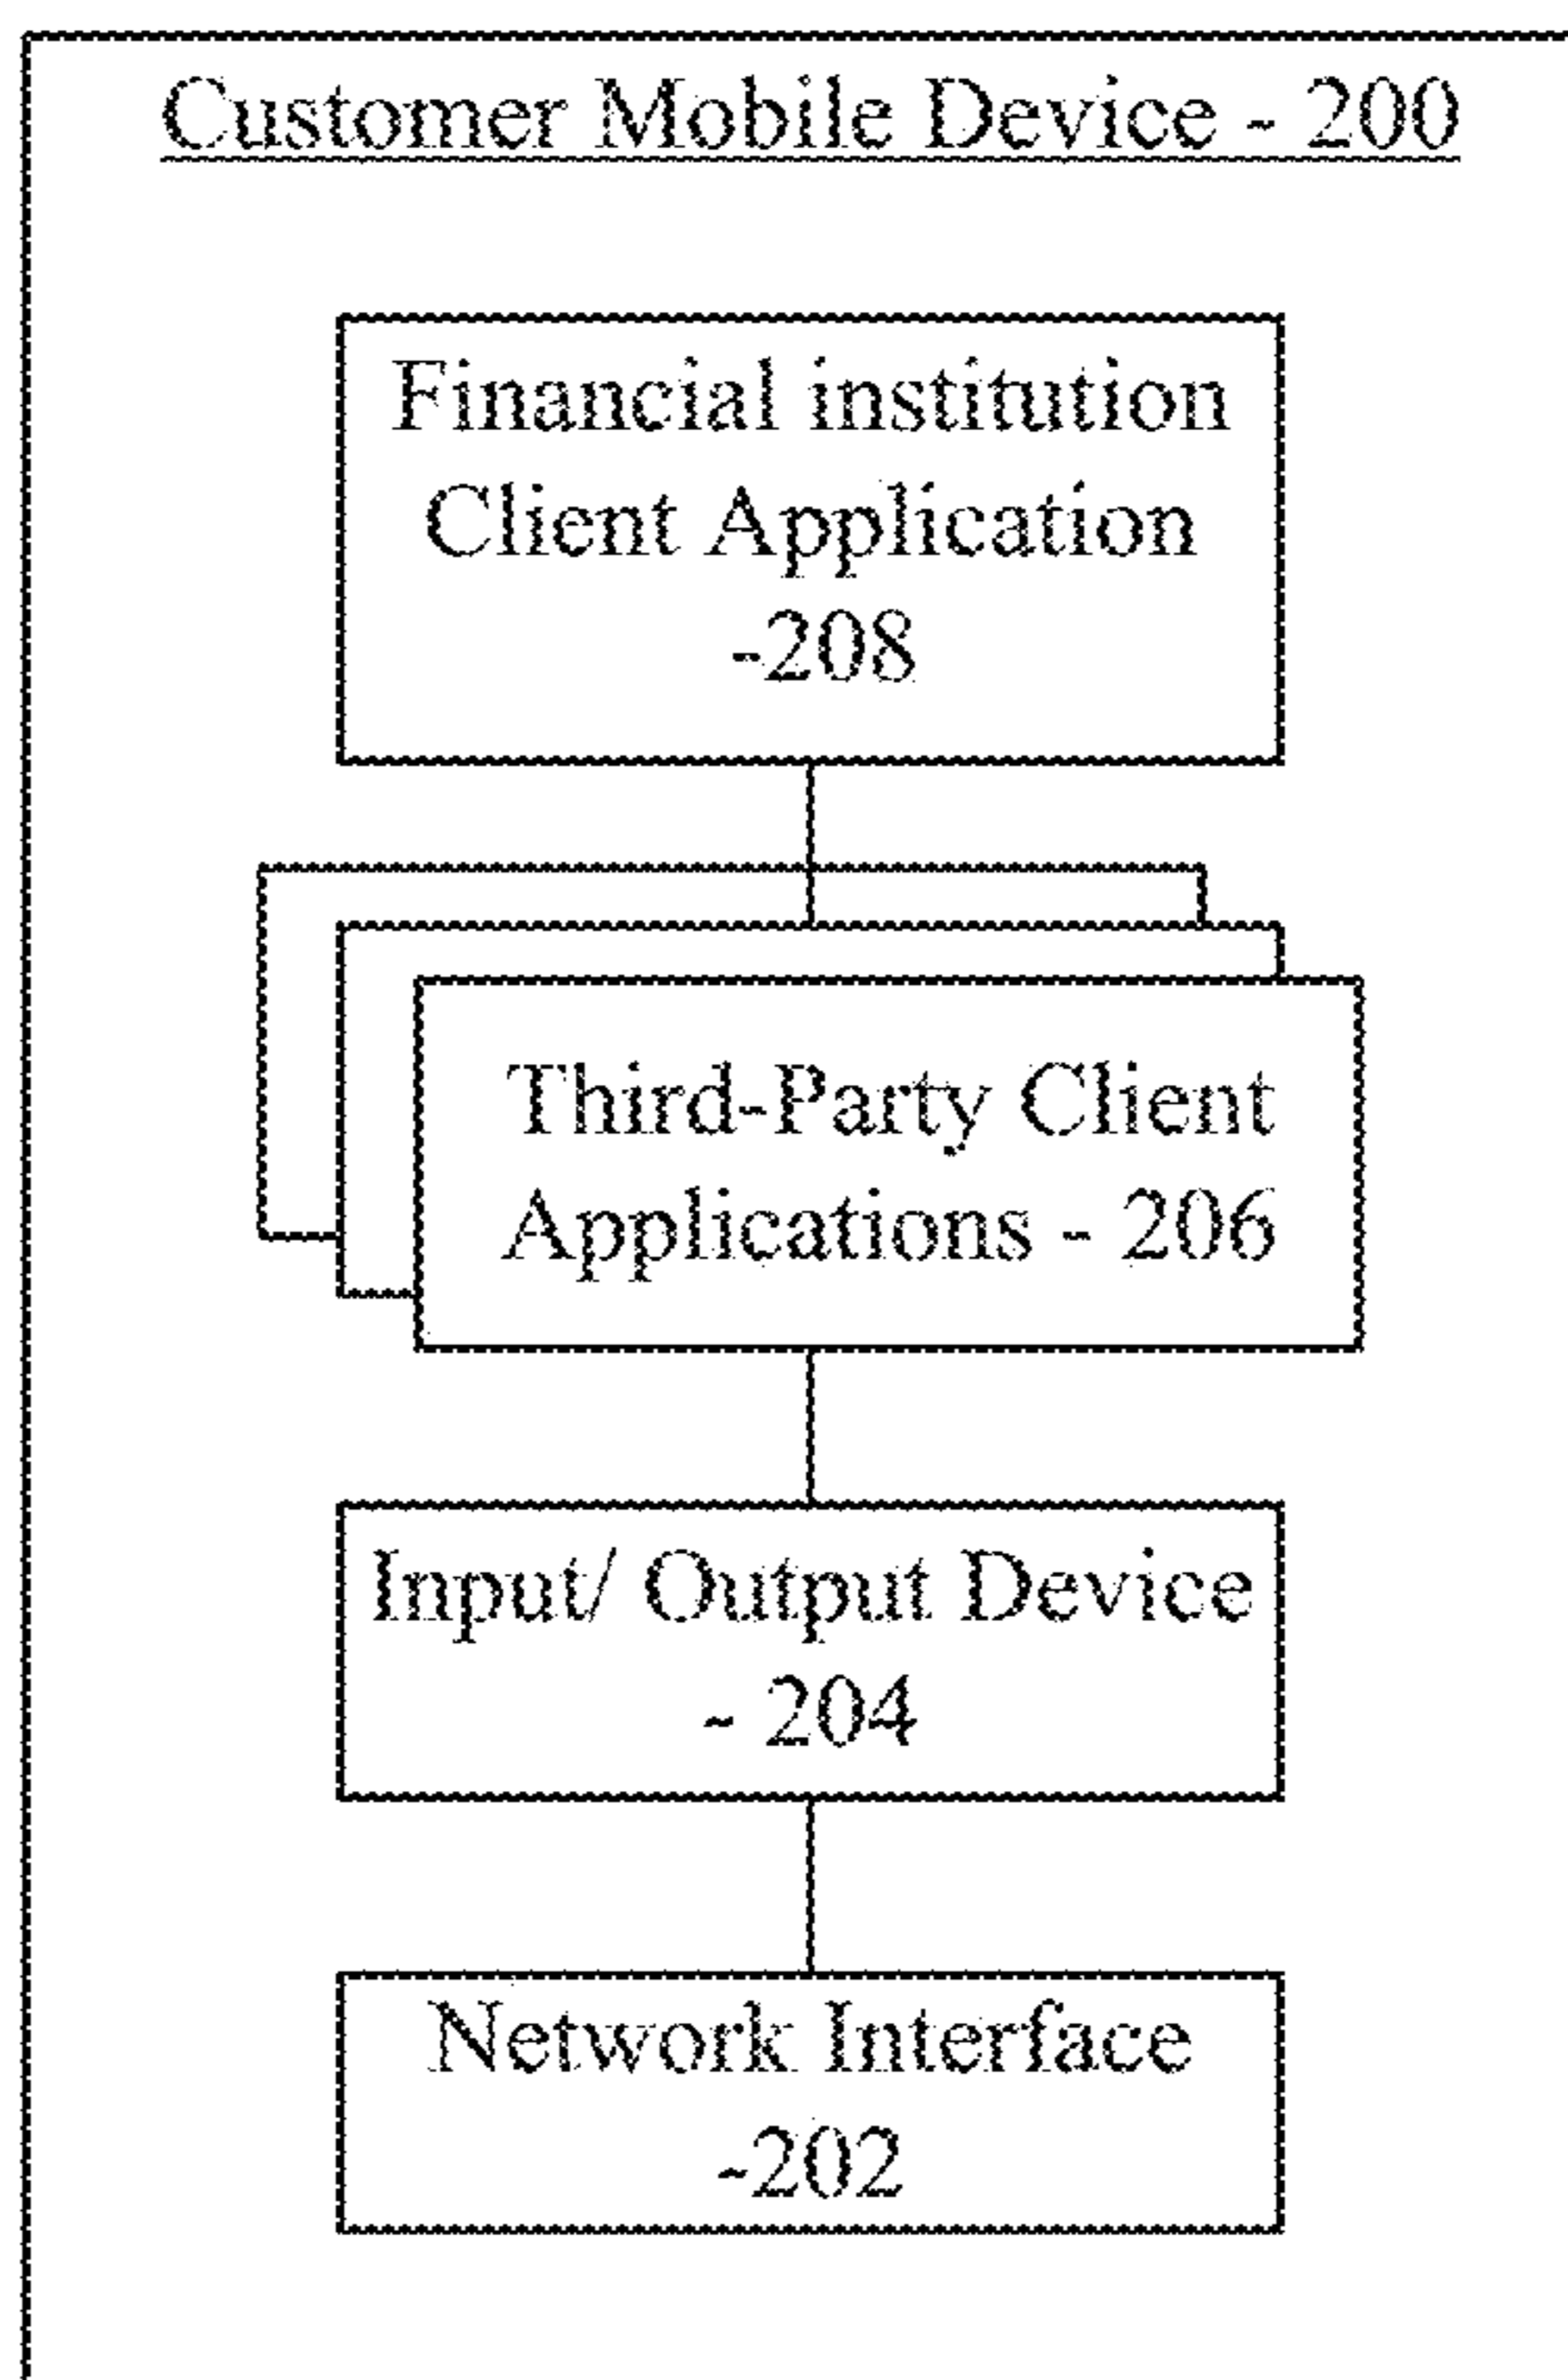 Customer Mobile Device - 200
Financial institution
Client Application
-208
Third-Party Client
Applications - 206
Input/ Output Device
- 204
Network Interface
-202